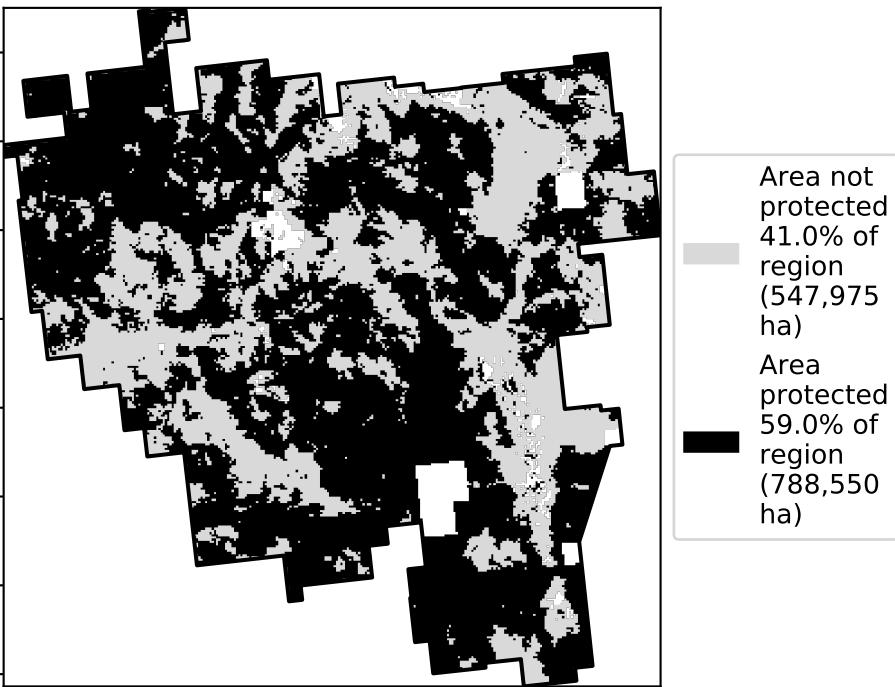 Area not
protected
41.0% of
region
(547,975
ha)
Area
protected
59.0% of
region
(788,550
ha)